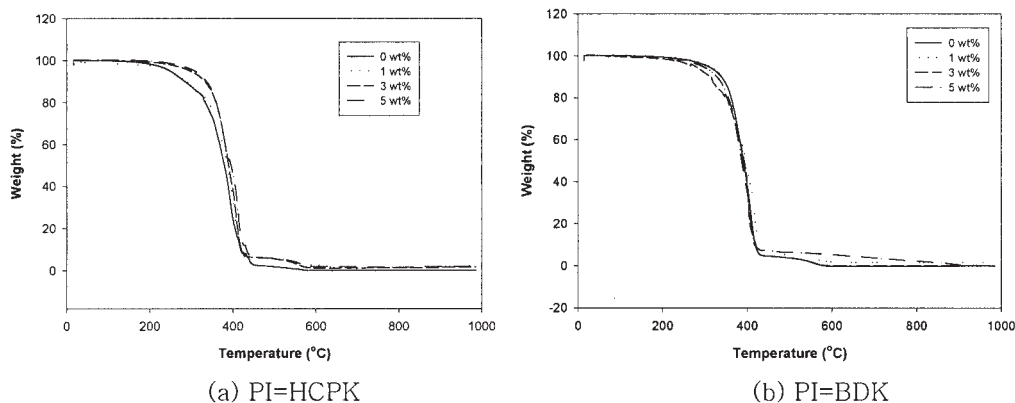 120
100
80
60
40
20
0
Weight (%)
0 wt%
1 wt%
3 wt%
5 wt%
0 200 400 600 800 1000
Temperature (°C)
(a) PI=HCPK
120
100
80
60
40
20
0
-20
Weight (%)
0 wt%
1 wt%
3 wt%
5 wt%
0 200 400 600 800 1000
Temperature (°C)
(b) PI=BDK